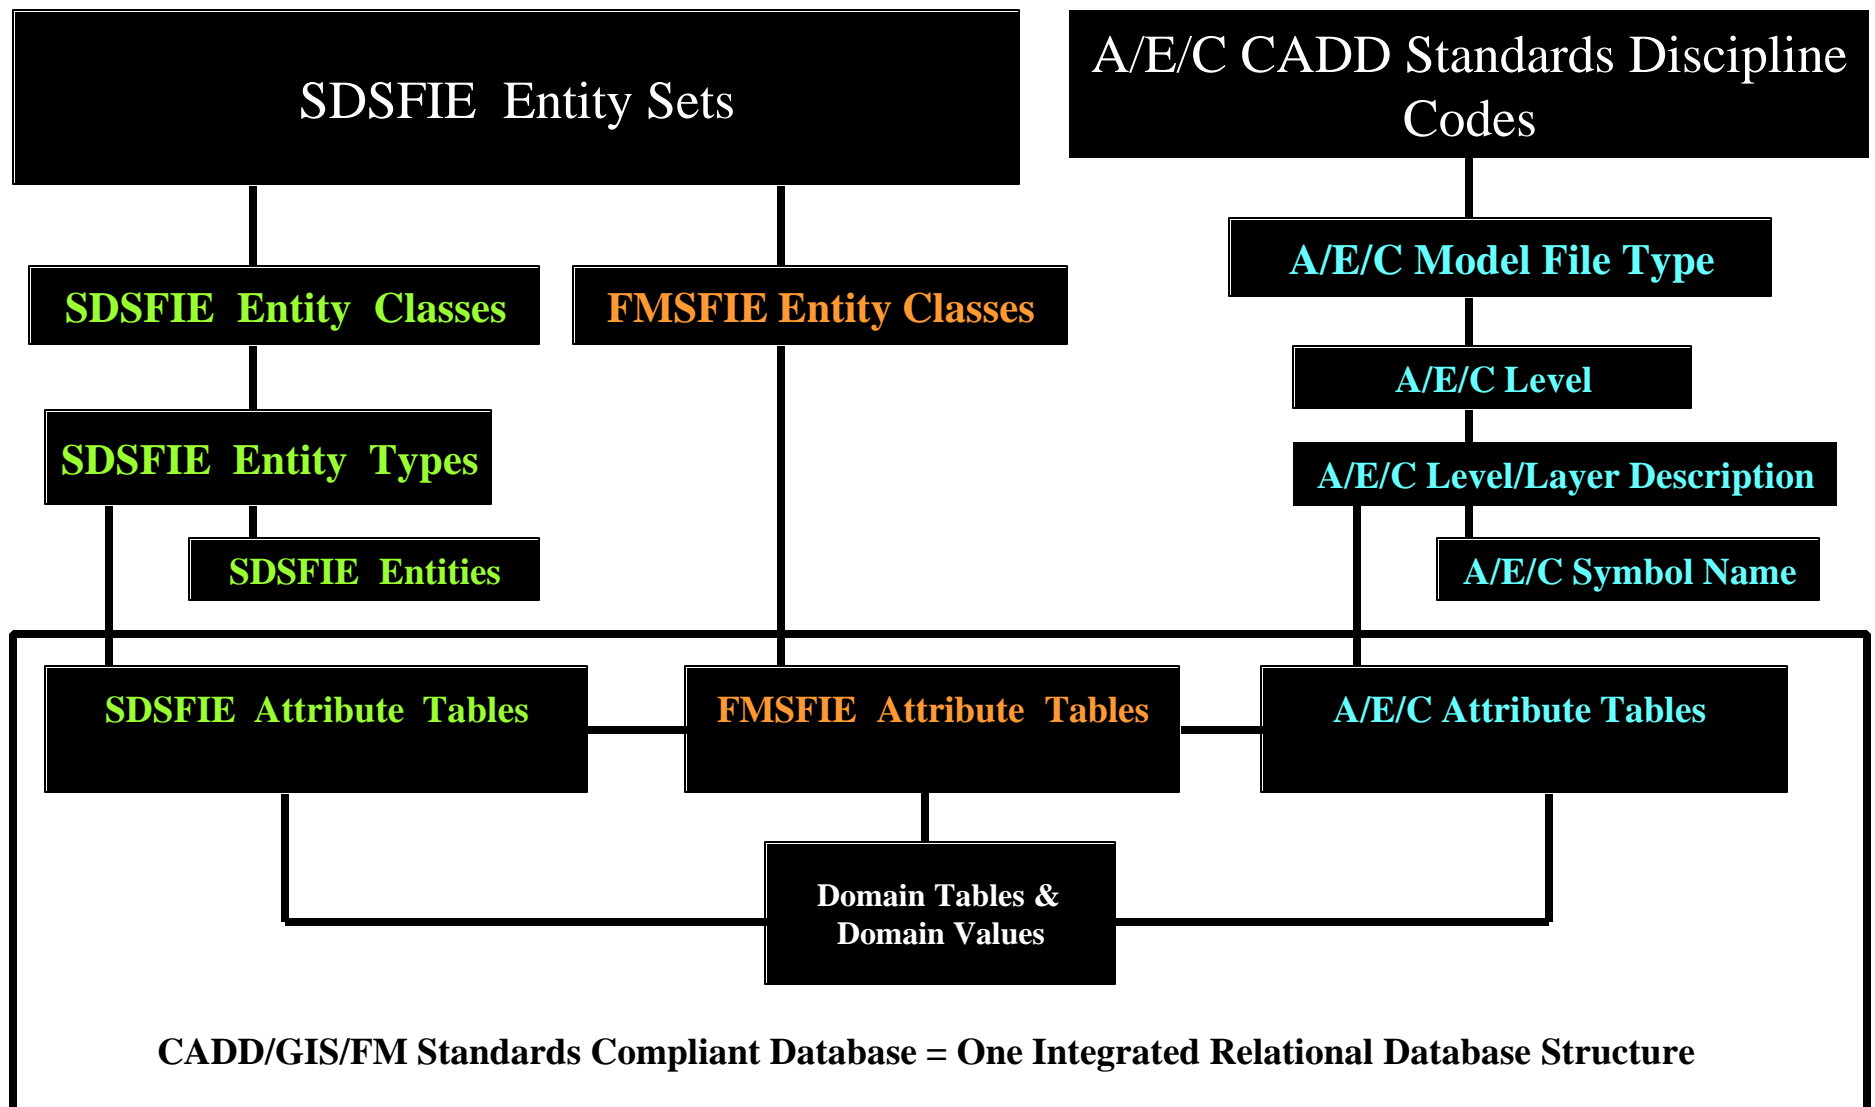 SDSFIE Entity Sets
A/E/C CADD Standards Discipline
Codes
A/E/C Model File Type
SDSFIE Entity Classes
FMSFIE Entity Classes
A/E/C Level
SDSFIE Entity Types
A/E/C Level/Layer Description
SDSFIE Entities
A/E/C Symbol Name
SDSFIE Attribute Tables
FMSFIE Attribute Tables
A/E/C Attribute Tables
Domain Tables &
Domain Values
CADD/GIS/FM Standards Compliant Database = One Integrated Relational Database Structure